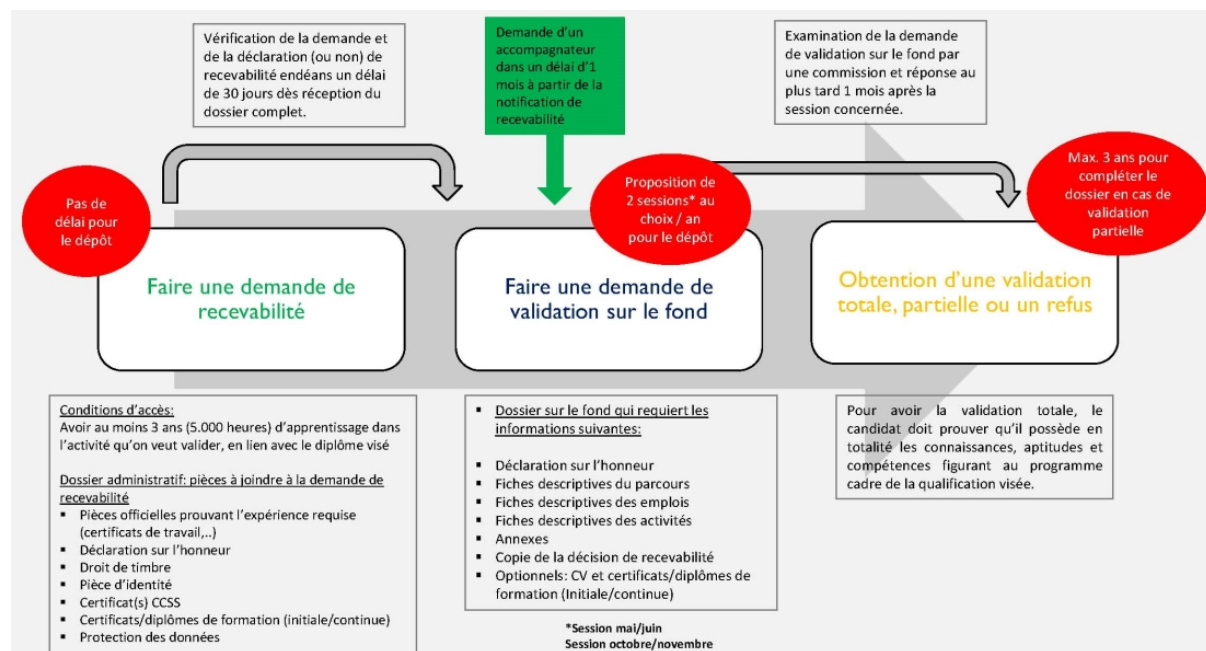 Vérification de la demande et
de la déclaration (ou non) de
recevabilité endéans un délai
de 30 jours dès réception du
dossier complet.
Demande d'un
accompagnateur
dans un délai d'1
mois à partir de la
notification de
recevabilité
Examination de la demande
de validation sur le fond par
une commission et réponse au
plus tard 1 mois après la
session concernée.
Pas de
délai pour
le dépôt
Proposition de
2 sessions* au
choix / an
pour le dépôt
Max. 3 ans pour
compléter le
dossier en cas de
validation
partielle
Faire une demande de
recevabilité
Faire une demande de
validation sur le fond
Obtention d'une validation
totale, partielle ou un refus
Conditions d'accès:
Avoir au moins 3 ans (5.000 heures) d'apprentissage dans
l'activité qu'on veut valider, en lien avec le diplôme visé
Dossier administratif: pièces à joindre à la demande de
recevabilité
▪ Pièces officielles prouvant l'expérience requise
(certificats de travail,..)
▪ Déclaration sur l'honneur
▪ Droit de timbre
▪ Pièce d'identité
▪ Certificat(s) CCSS
▪ Certificats/diplômes de formation (initiale/continue)
▪ Protection des données
▪ Dossier sur le fond qui requiert les
informations suivantes:
▪ Déclaration sur l'honneur
▪ Fiches descriptives du parcours
▪ Fiches descriptives des emplois
▪ Fiches descriptives des activités
▪ Annexes
▪ Copie de la décision de recevabilité
▪ Optionnels: CV et certificats/diplômes de
formation (Initiale/continue)
*Session mai/juin
Session octobre/novembre
Pour avoir la validation totale, le
candidat doit prouver qu'il possède en
totalité les connaissances, aptitudes et
compétences figurant au programme
cadre de la qualification visée.